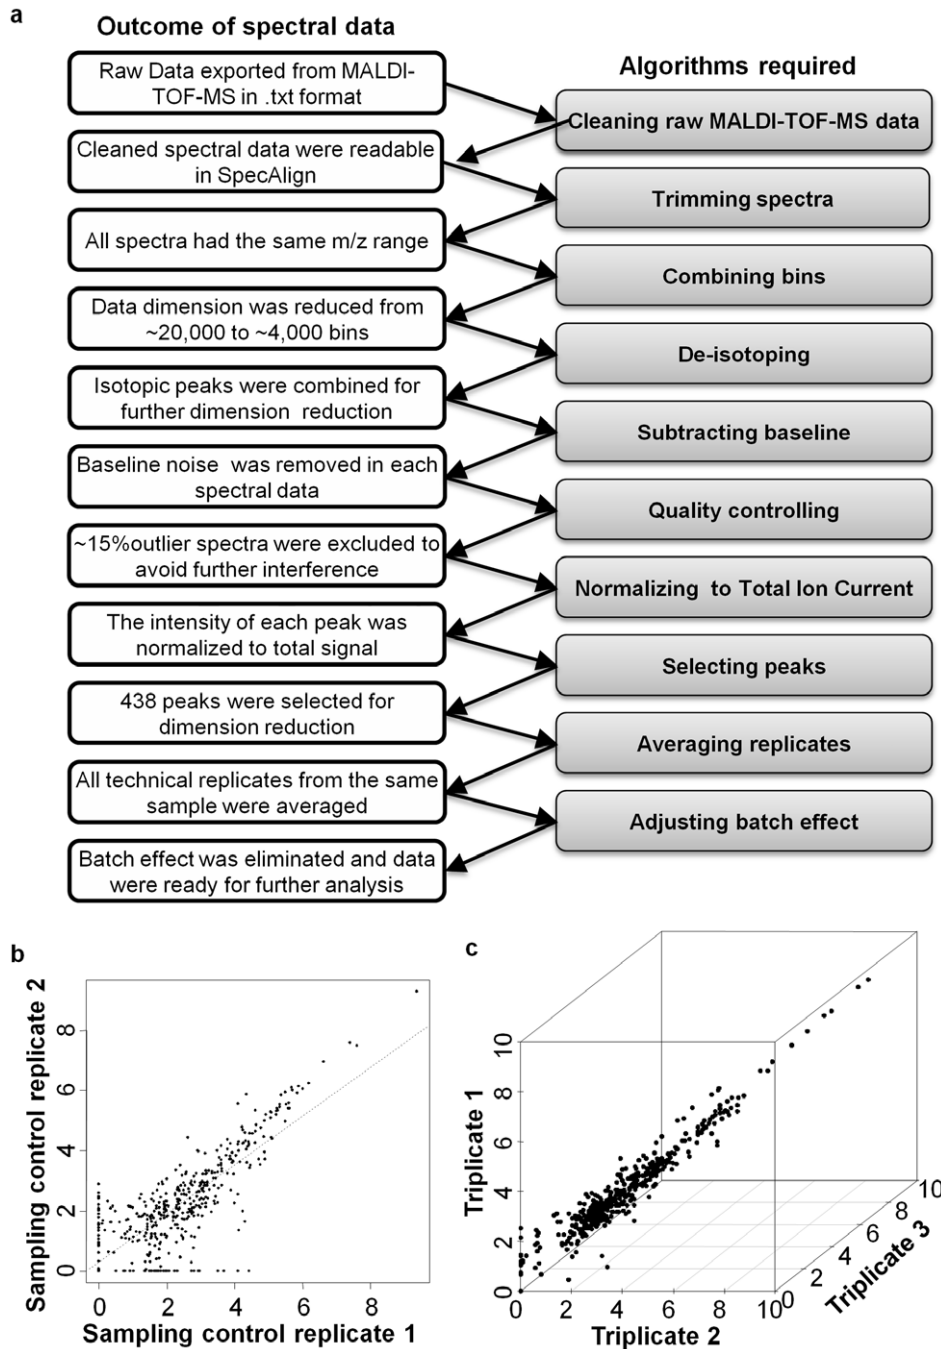 a
Outcome of spectral data
Algorithms required
Raw Data exported from MALDI-
TOF-MS in .txt format
Cleaning raw MALDI-TOF-MS data
Cleaned spectral data were readable
in SpecAlign
Trimming spectra
All spectra had the same m/z range
Combining bins
Data dimension was reduced from
~20,000 to ~4,000 bins
De-isotoping
Isotopic peaks were combined for
further dimension reduction
Subtracting baseline
Baseline noise was removed in each
spectral data
Quality controlling
~15%outlier spectra were excluded to
avoid further interference
Normalizing to Total Ion Current
The intensity of each peak was
normalized to total signal
Selecting peaks
438 peaks were selected for
dimension reduction
Averaging replicates
All technical replicates from the same
sample were averaged
Adjusting batch effect
Batch effect was eliminated and data
were ready for further analysis
b
Sampling control replicate 2
8
6
4
2
0
0 2 4 6 8
Sampling control replicate 1
c
Triplicate 1
10
8
6
4
2
0
0 2 4 6 8 10
Triplicate 2
0 2 4 6 8 10
Triplicate 3